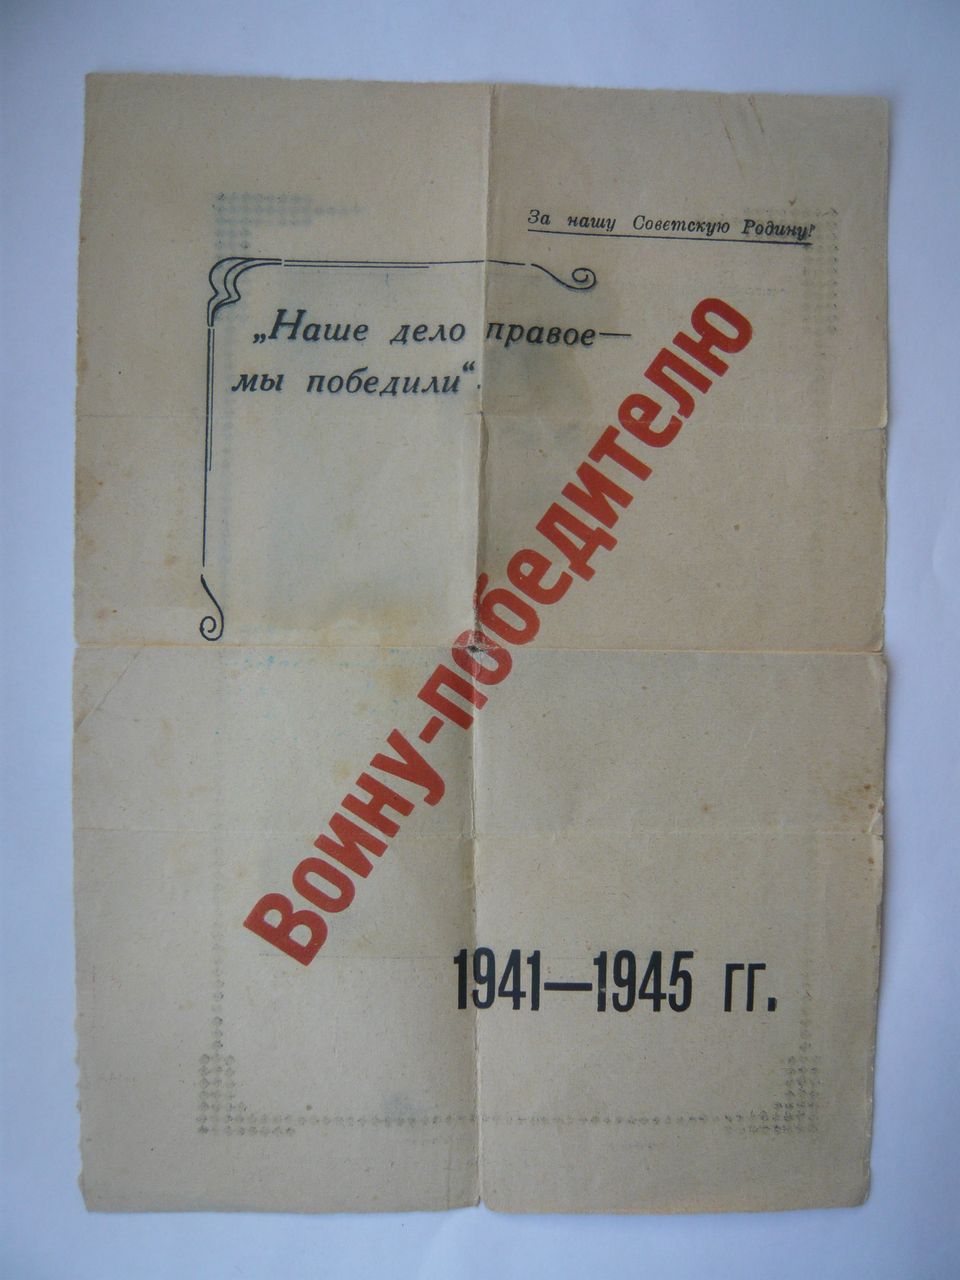 За нашу Советскую Родину!
„Наше дело правое—
мы победили“.
Воину-победителю
1941—1945 гг.